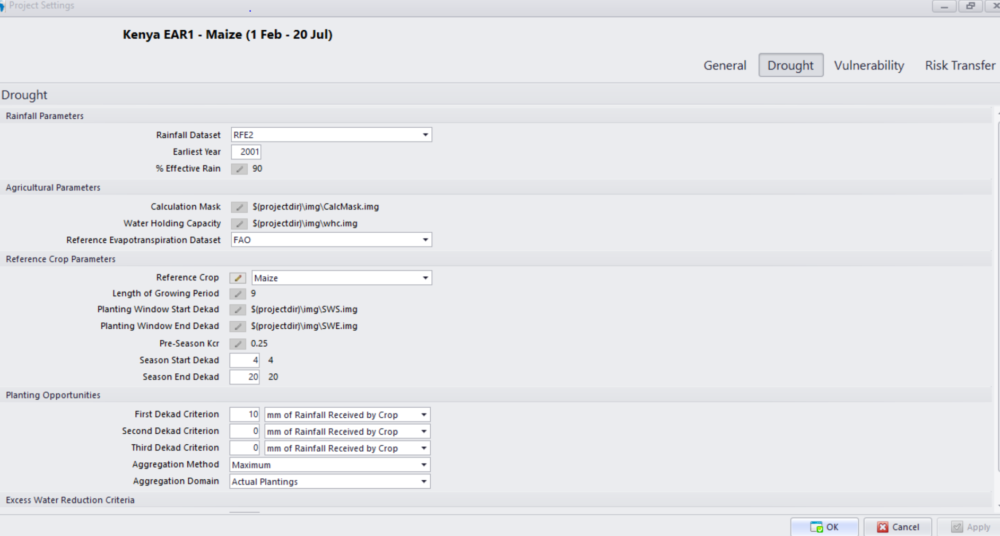 Project Settings
Kenya EAR1 - Maize (1 Feb - 20 Jul)
General Drought Vulnerability Risk Transfer
Drought
Rainfall Parameters
Rainfall Dataset RFE2
Earliest Year 2001
% Effective Rain 90
Agricultural Parameters
Calculation Mask $(projectdir)\img\CalcMask.img
Water Holding Capacity $(projectdir)\img\whc.img
Reference Evapotranspiration Dataset FAO
Reference Crop Parameters
Reference Crop Maize
Length of Growing Period 9
Planting Window Start Dekad $(projectdir)\img\SWS.img
Planting Window End Dekad $(projectdir)\img\SWE.img
Pre-Season Kcr 0.25
Season Start Dekad 4 4
Season End Dekad 20 20
Planting Opportunities
First Dekad Criterion 10 mm of Rainfall Received by Crop
Second Dekad Criterion 0 mm of Rainfall Received by Crop
Third Dekad Criterion 0 mm of Rainfall Received by Crop
Aggregation Method Maximum
Aggregation Domain Actual Plantings
Excess Water Reduction Criteria
OK Cancel Apply